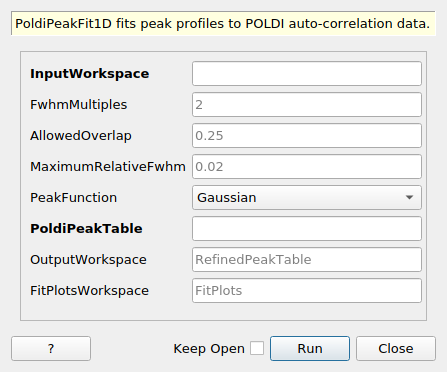 PoldiPeakFit1D fits peak profiles to POLDI auto-correlation data.
InputWorkspace
FwhmMultiples 2
AllowedOverlap 0.25
MaximumRelativeFwhm 0.02
PeakFunction Gaussian
PoldiPeakTable
OutputWorkspace RefinedPeakTable
FitPlotsWorkspace FitPlots
? Keep Open Run Close